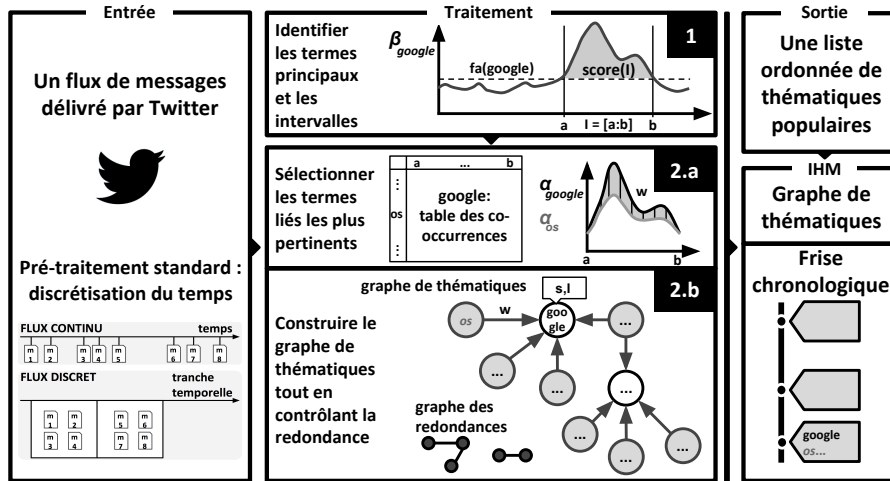 Entrée
Un flux de messages
délivré par Twitter
Pré-traitement standard :
discrétisation du temps
FLUX CONTINU
temps
m
1
m
2
m
3
m
4
m
5
m
6
m
7
m
8
FLUX DISCRET
tranche
temporelle
m
1
m
2
m
3
m
4
m
5
m
6
m
7
m
8
Traitement
1
Identifier
les termes
principaux
et les
intervalles
β google
fa(google)
score(I)
a
I = [a:b]
b
2.a
Sélectionner
les termes
liés les plus
pertinents
a
...
b
...
os
...
google:
table des co-
occurrences
α google
α os
w
a
b
2.b
graphe de thématiques
Construire le
graphe de
thématiques
tout en
contrôlant la
redondance
s,I
os
w
goo
gle
...
...
...
...
...
...
...
graphe des
redondances
Sortie
Une liste
ordonnée de
thématiques
populaires
IHM
Graphe de
thématiques
Frise
chronologique
google
os...